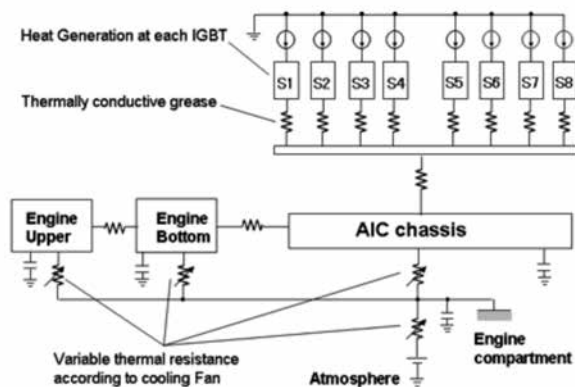 Heat Generation at each IGBT
S1 S2 S3 S4 S5 S6 S7 S8
Thermally conductive grease
Engine
Upper
Engine
Bottom
AIC chassis
Variable thermal resistance
according to cooling Fan
Atmosphere
Engine
compartment